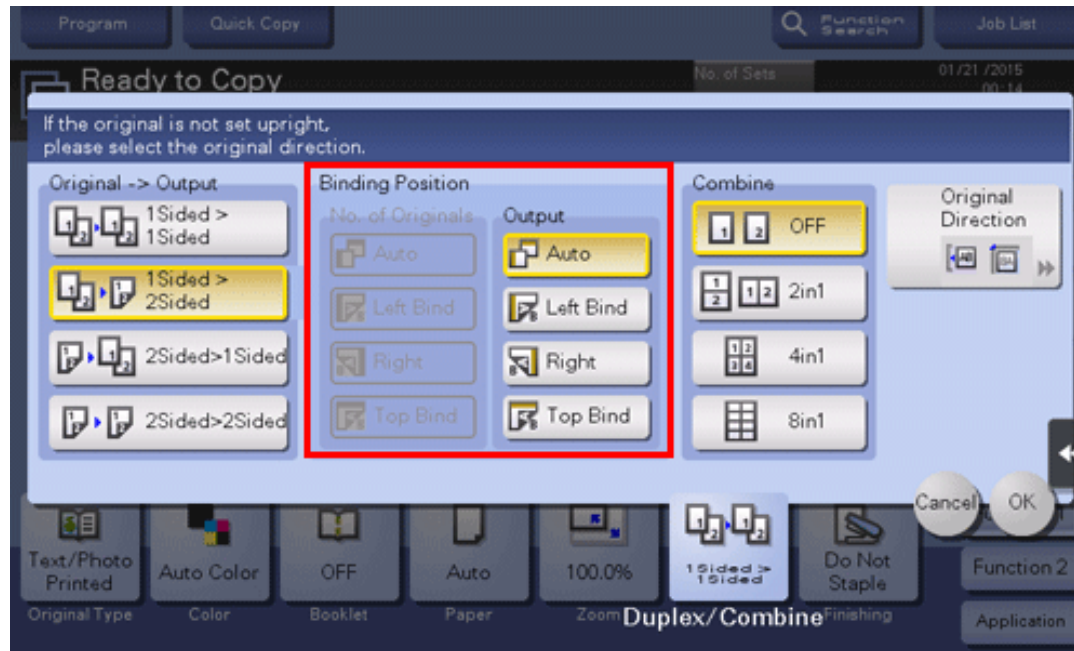 Program
Quick Copy
Function
Search
Job List
Ready to Copy
No. of Sets
01/21/2015
00:14
If the original is not set upright,
please select the original direction.
Original -> Output
1Sided >
1Sided
1Sided >
2Sided
2Sided>1Sided
2Sided>2Sided
Binding Position
No. of Originals
Auto
Left Bind
Right
Top Bind
Output
Auto
Left Bind
Right
Top Bind
Combine
OFF
2in1
4in1
8in1
Original
Direction
Cancel
OK
Text/Photo
Printed
Auto Color
OFF
Auto
100.0%
1Sided >
1Sided
Do Not
Staple
Function 2
Original Type
Color
Booklet
Paper
Zoom
Duplex/Combine
Finishing
Application